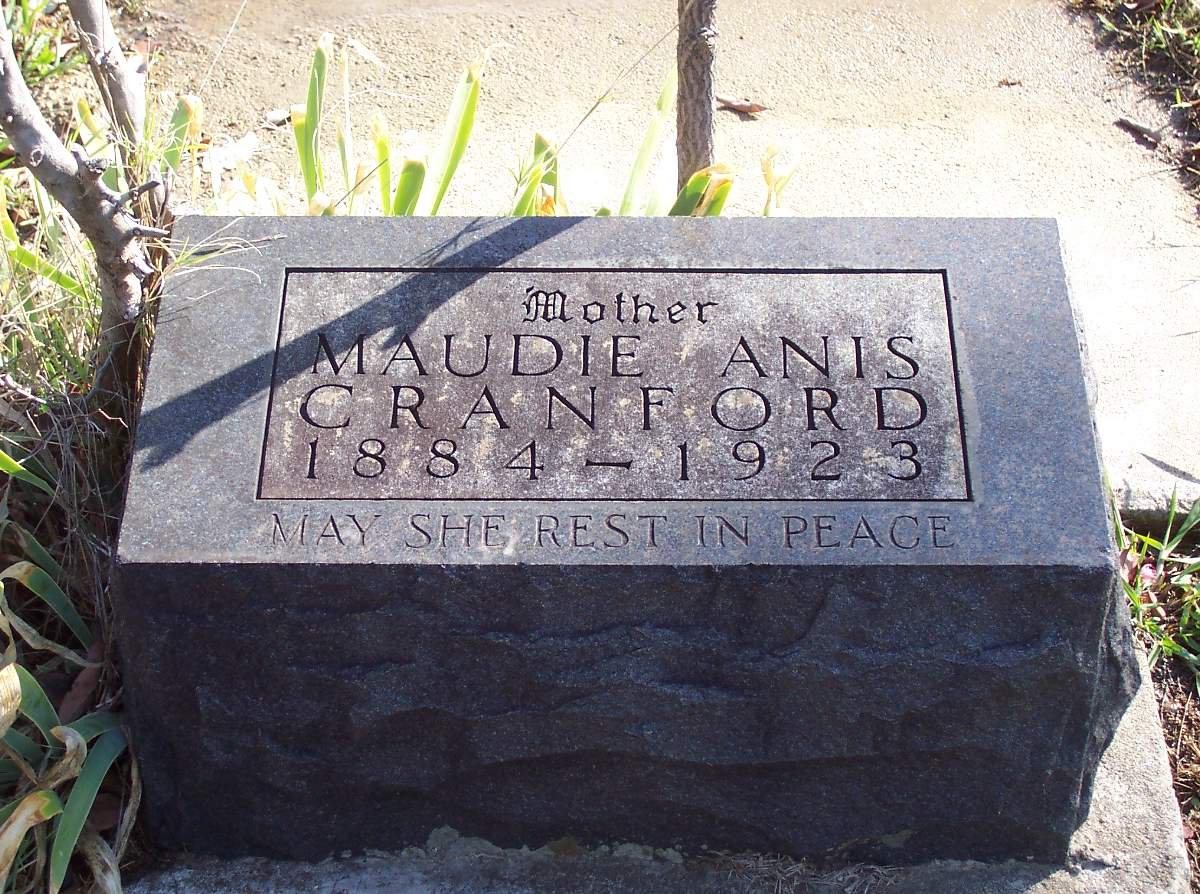 Mother
MAUDIE ANIS
CRANFORD
1884-1923
MAY SHE REST IN PEACE